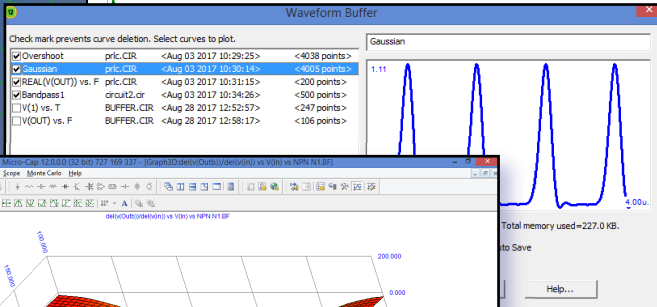 12
Waveform Buffer
Check mark prevents curve deletion. Select curves to plot.
Gaussian
Overshoot prlc.CIR <Aug 03 2017 10:29:25> <4038 points>
Gaussian prlc.CIR <Aug 03 2017 10:30:14> <4005 points>
REAL(V(OUT)) vs. F prlc.CIR <Aug 03 2017 10:31:15> <200 points>
Bandpass1 circuit2.cir <Aug 03 2017 10:34:26> <500 points>
V(1) vs. T BUFFER.CIR <Aug 28 2017 12:52:57> <247 points>
V(OUT) vs. F BUFFER.CIR <Aug 28 2017 12:58:17> <106 points>
1.11
4.00u.
Total memory used=227.0 KB.
to Save
Help...
Micro-Cap 12.0.0.0 (32 bit) 727 169 337 - [Graph3D:del(v(Outb))/del(v(in)) vs V(In) vs NPN N1.BF]
Scope Monte Carlo Help
del(v(Outb))/del(v(in)) vs V(In) vs NPN N1.BF
100.000
150.000
200.000
0.000